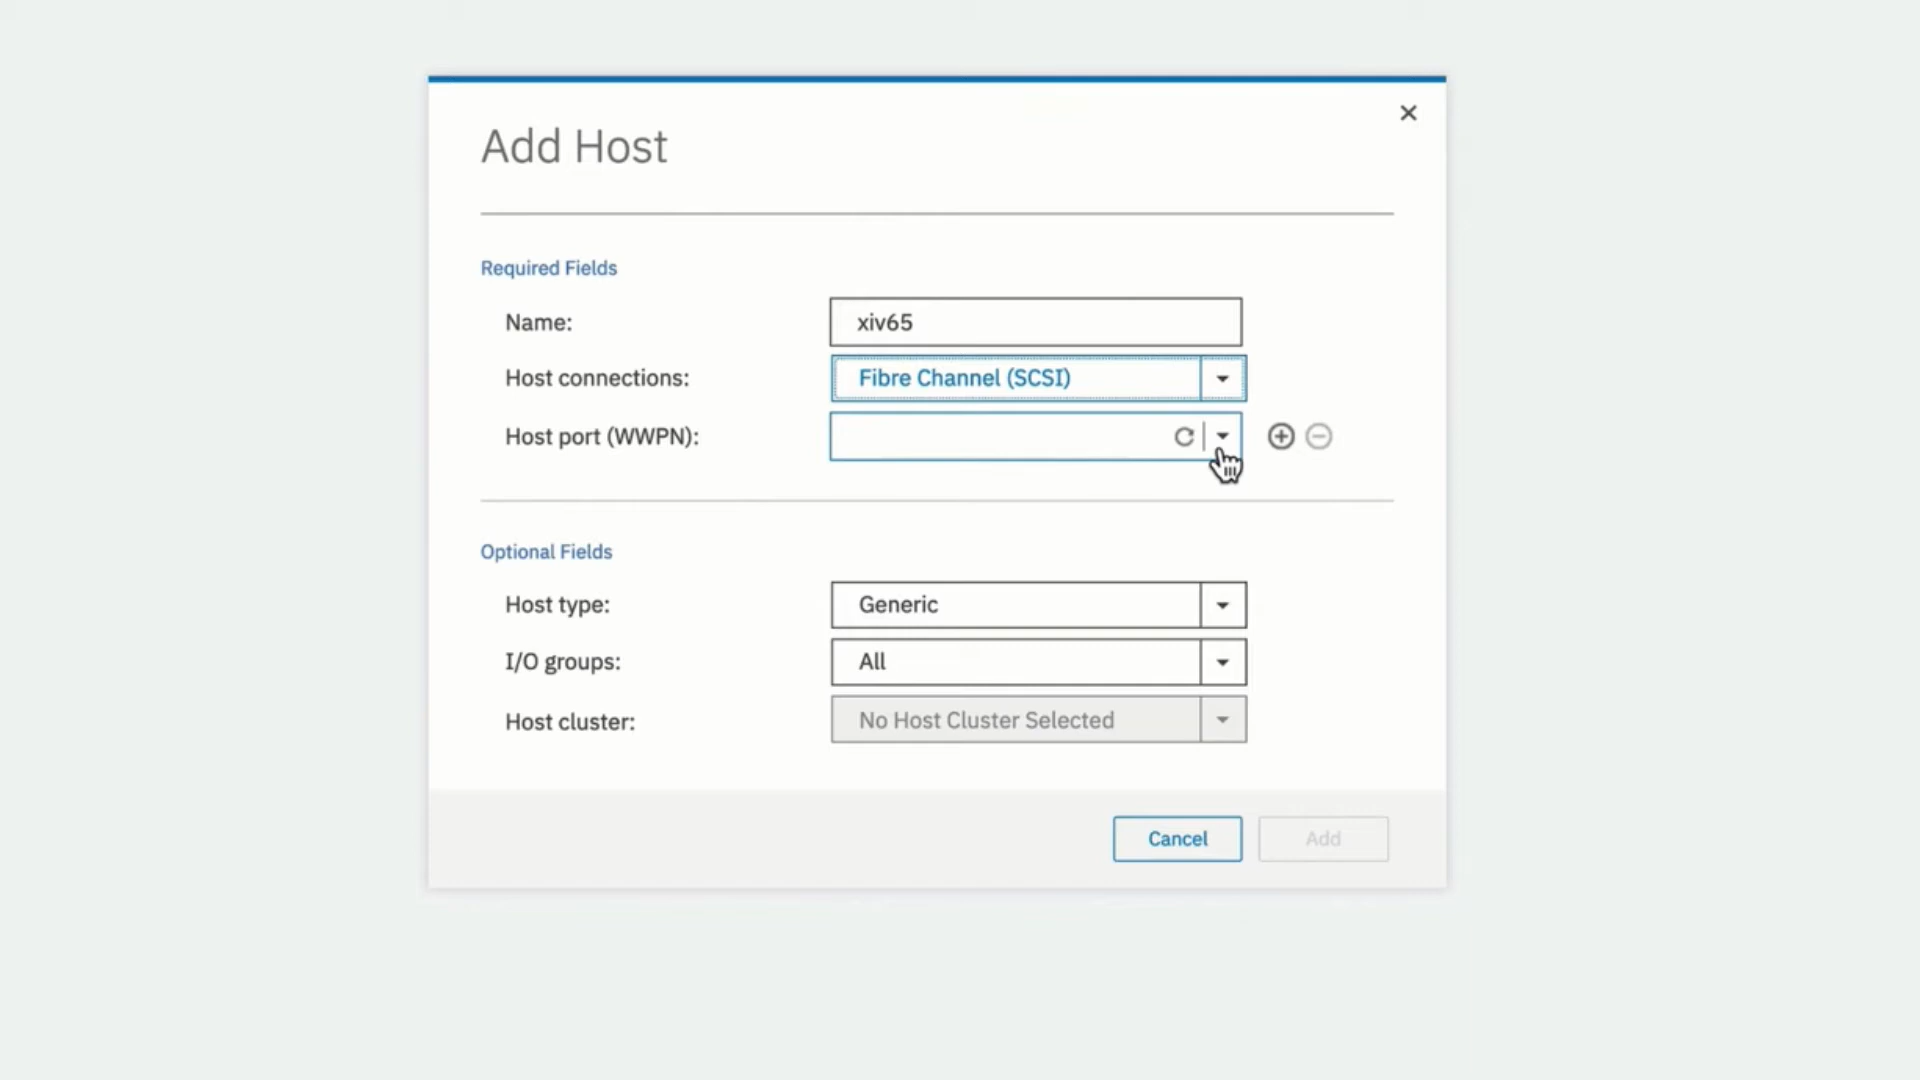 Add Host
Required Fields
Name: xiv65
Host connections: Fibre Channel (SCSI)
Host port (WWPN):
Optional Fields
Host type: Generic
I/O groups: All
Host cluster: No Host Cluster Selected
Cancel Add